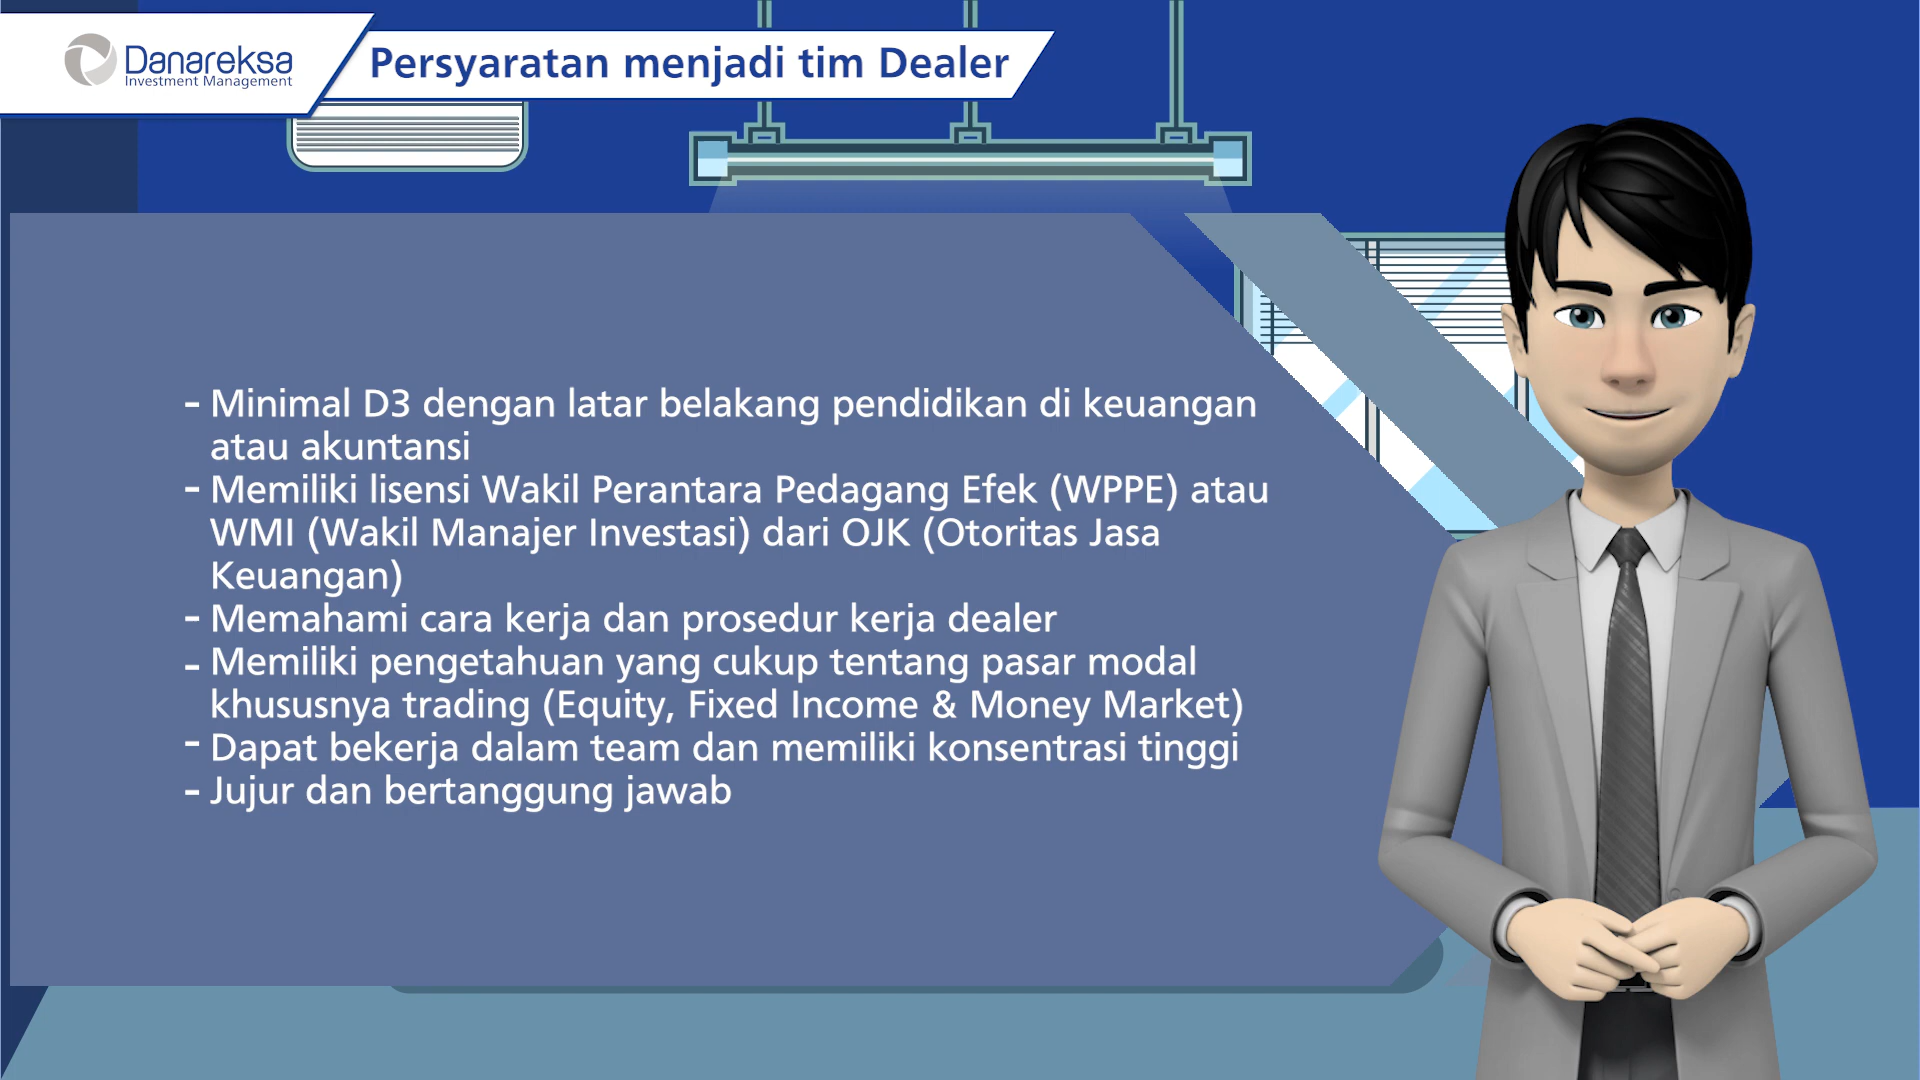 Danareksa
Investment Management
Persyaratan menjadi tim Dealer
- Minimal D3 dengan latar belakang pendidikan di keuangan
atau akuntansi
- Memiliki lisensi Wakil Perantara Pedagang Efek (WPPE) atau
WMI (Wakil Manajer Investasi) dari OJK (Otoritas Jasa
Keuangan)
- Memahami cara kerja dan prosedur kerja dealer
- Memiliki pengetahuan yang cukup tentang pasar modal
khususnya trading (Equity, Fixed Income & Money Market)
- Dapat bekerja dalam team dan memiliki konsentrasi tinggi
- Jujur dan bertanggung jawab